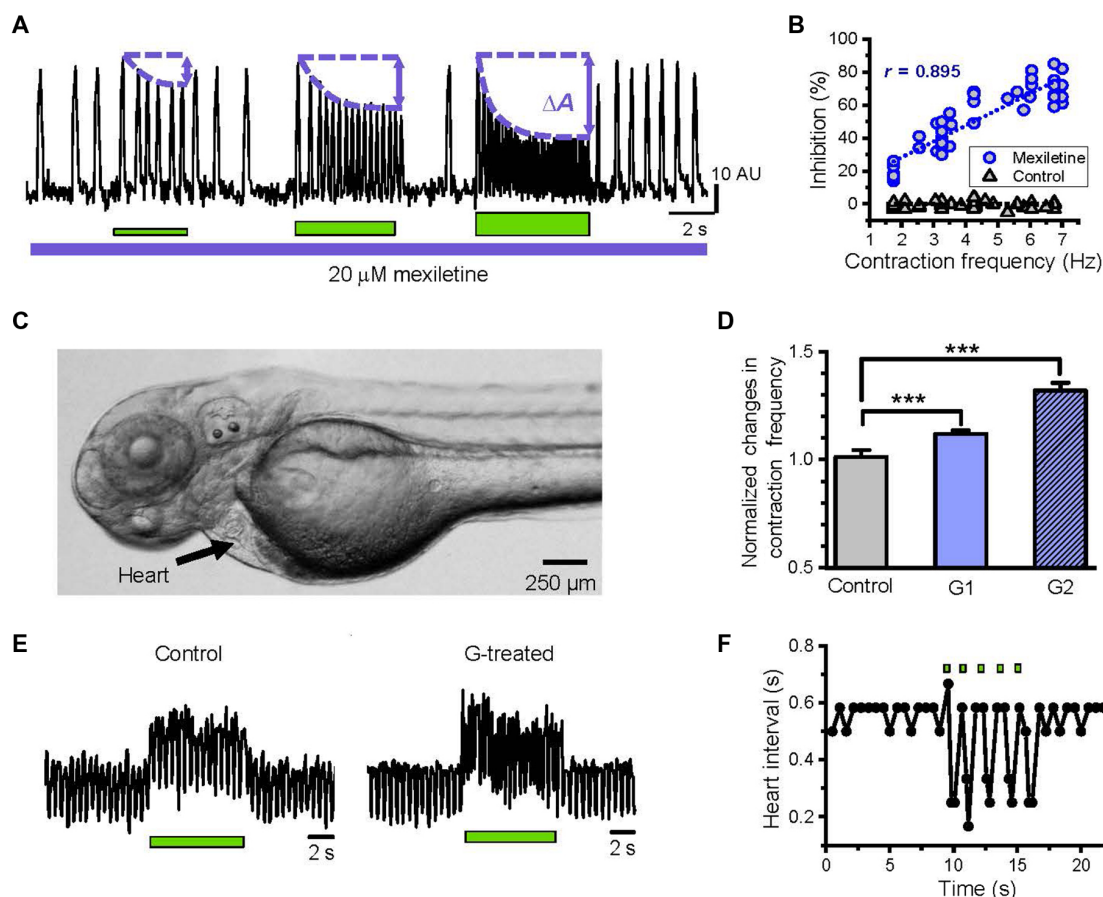 A
ΔA
10 AU
2 s
20 μM mexiletine
B
Inhibition (%)
100
80
60
40
20
0
r = 0.895
Mexiletine
Control
1 2 3 4 5 6 7
Contraction frequency (Hz)
C
Heart
250 μm
D
Normalized changes in
contraction frequency
1.5
1.0
0.5
***
***
Control G1 G2
E
Control
G-treated
2 s
2 s
F
Heart interval (s)
0.8
0.6
0.4
0.2
0 5 10 15 20
Time (s)